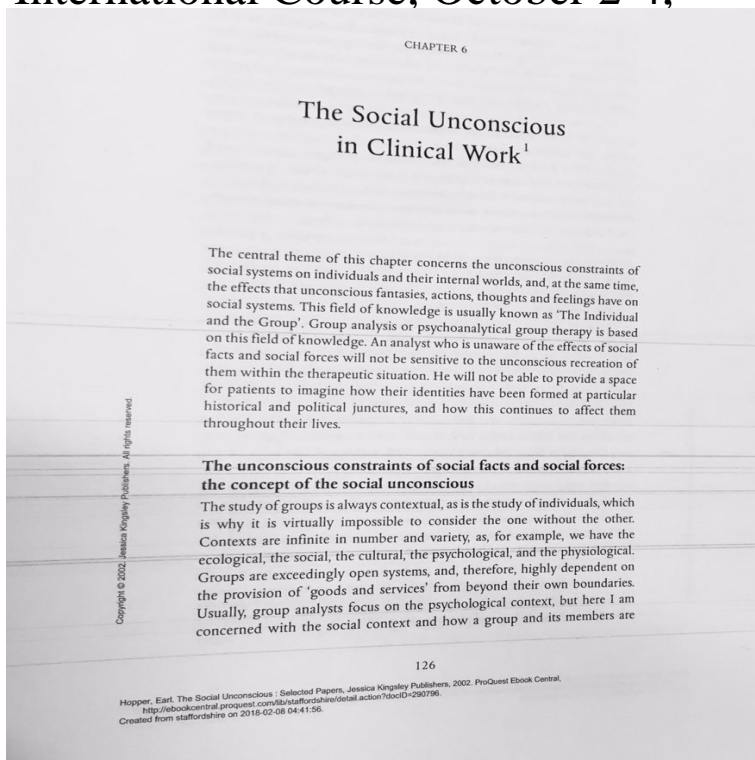 International Course, October 2-4,
CHAPTER 6
The Social Unconscious
in Clinical Work¹
The central theme of this chapter concerns the unconscious constraints of
social systems on individuals and their internal worlds, and, at the same time,
the effects that unconscious fantasies, actions, thoughts and feelings have on
social systems. This field of knowledge is usually known as 'The Individual
and the Group'. Group analysis or psychoanalytical group therapy is based
on this field of knowledge. An analyst who is unaware of the effects of social
facts and social forces will not be sensitive to the unconscious recreation of
them within the therapeutic situation. He will not be able to provide a space
for patients to imagine how their identities have been formed at particular
historical and political junctures, and how this continues to affect them
throughout their lives.
The unconscious constraints of social facts and social forces:
the concept of the social unconscious
The study of groups is always contextual, as is the study of individuals, which
is why it is virtually impossible to consider the one without the other.
Contexts are infinite in number and variety, as, for example, we have the
ecological, the social, the cultural, the psychological, and the physiological.
Groups are exceedingly open systems, and, therefore, highly dependent on
the provision of 'goods and services' from beyond their own boundaries.
Usually, group analysts focus on the psychological context, but here I am
concerned with the social context and how a group and its members are
Copyright © 2002. Jessica Kingsley Publishers. All rights reserved.
126
Hopper, Earl. The Social Unconscious : Selected Papers, Jessica Kingsley Publishers, 2002. ProQuest Ebook Central,
http://ebookcentral.proquest.com/lib/staffordshire/detail.action?docID=290796.
Created from staffordshire on 2018-02-08 04:41:56.